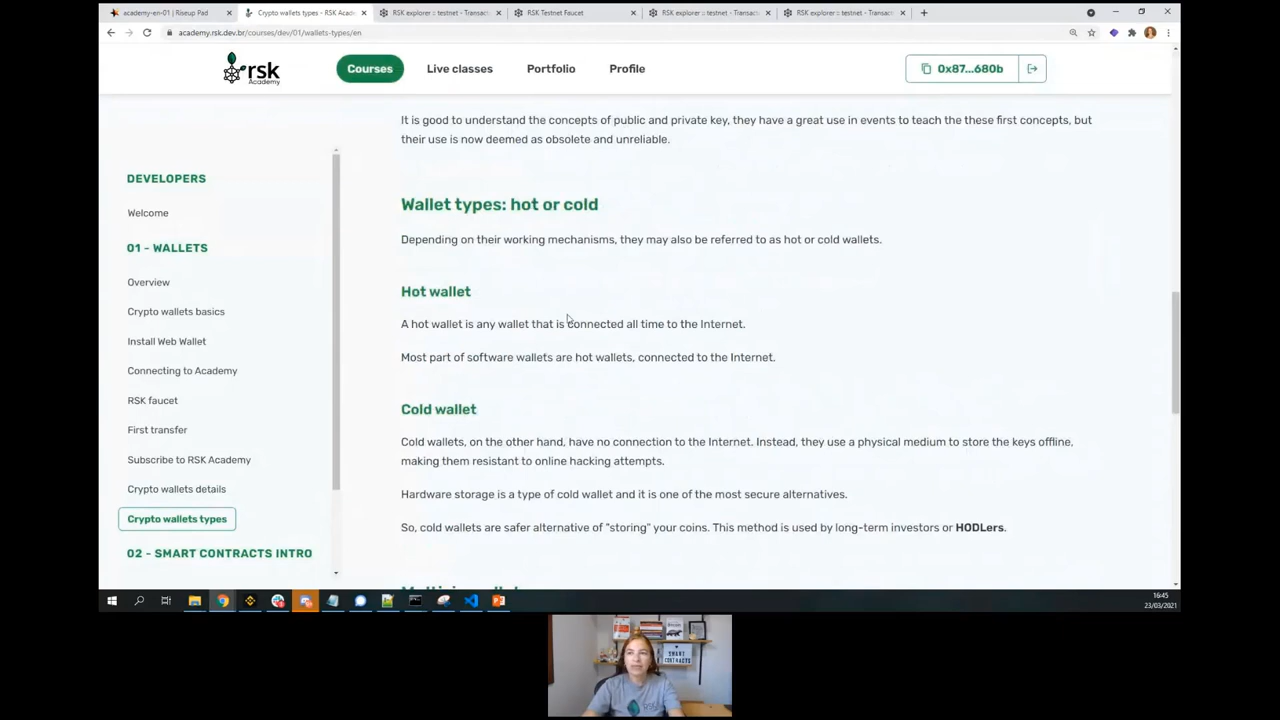 academy-en-01 | Riseup Pad
Crypto wallets types - RSK Acad
RSK explorer :: testnet - Transact
RSK Testnet Faucet
RSK explorer :: testnet - Transact
RSK explorer :: testnet - Transact
academy.rsk.dev.br/courses/dev/01/wallets-types/en
rsk
Academy
Courses
Live classes
Portfolio
Profile
0x87...680b
It is good to understand the concepts of public and private key, they have a great use in events to teach the these first concepts, but
their use is now deemed as obsolete and unreliable.
DEVELOPERS
Welcome
01 - WALLETS
Overview
Crypto wallets basics
Install Web Wallet
Connecting to Academy
RSK faucet
First transfer
Subscribe to RSK Academy
Crypto wallets details
Crypto wallets types
02 - SMART CONTRACTS INTRO
Wallet types: hot or cold
Depending on their working mechanisms, they may also be referred to as hot or cold wallets.
Hot wallet
A hot wallet is any wallet that is connected all time to the Internet.
Most part of software wallets are hot wallets, connected to the Internet.
Cold wallet
Cold wallets, on the other hand, have no connection to the Internet. Instead, they use a physical medium to store the keys offline,
making them resistant to online hacking attempts.
Hardware storage is a type of cold wallet and it is one of the most secure alternatives.
So, cold wallets are safer alternative of "storing" your coins. This method is used by long-term investors or HODLers.
16:45
23/03/2021
SMART
CONTRACTS
RSK